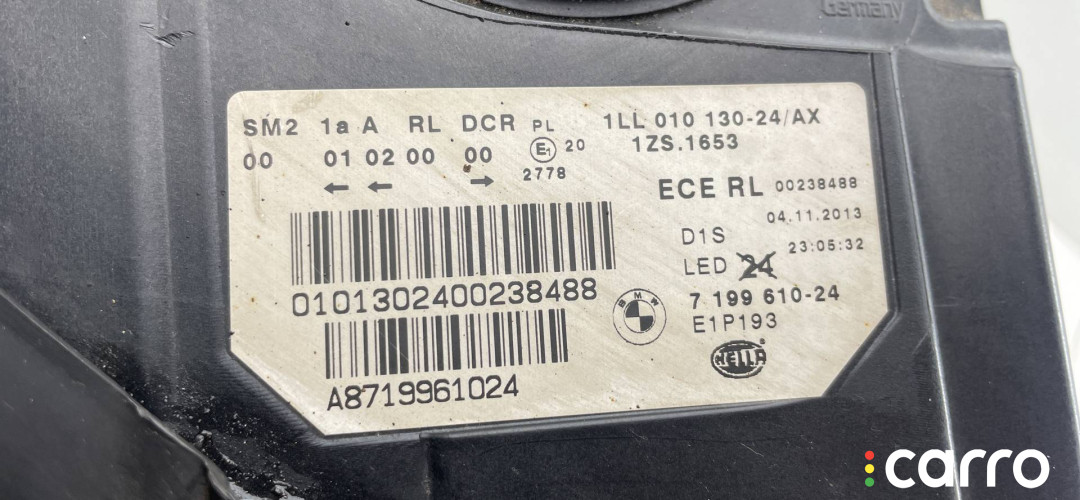 Germany
SM2 1a A RL DCR PL 1LL 010 130-24/AX
00 01 02 00 00 E1 20 1ZS.1653
2778
ECE RL 00238488
04.11.2013
D1S 23:05:32
LED 24
0101302400238488
BMW 7 199 610-24
E1P193
HELLA
A8719961024
carro